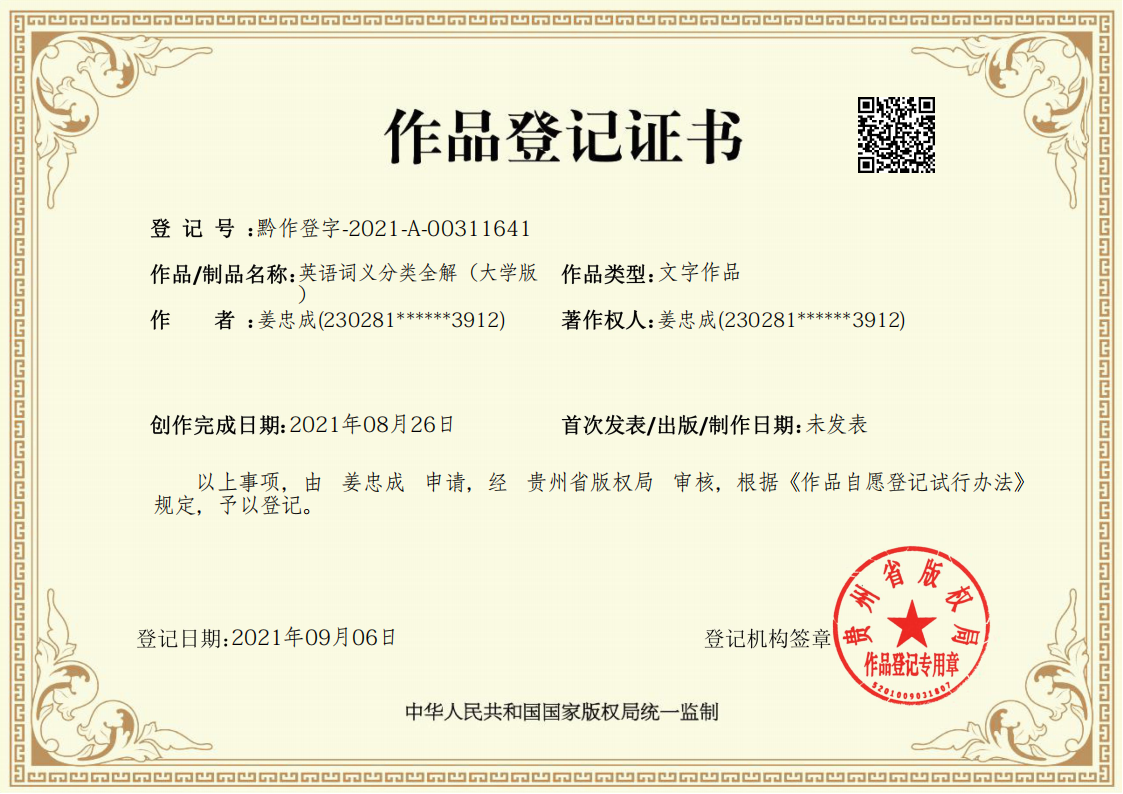 作品登记证书
登 记 号 :黔作登字-2021-A-00311641
作品/制品名称:英语词义分类全解（大学版 作品类型:文字作品
）
作 者 :姜忠成(230281******3912) 著作权人:姜忠成(230281******3912)
创作完成日期:2021年08月26日 首次发表/出版/制作日期:未发表
以上事项，由 姜忠成 申请，经 贵州省版权局 审核，根据《作品自愿登记试行办法》
规定，予以登记。
贵州省版权局
登记日期:2021年09月06日 登记机构签章
作品登记专用章
5201009031807
中华人民共和国国家版权局统一监制